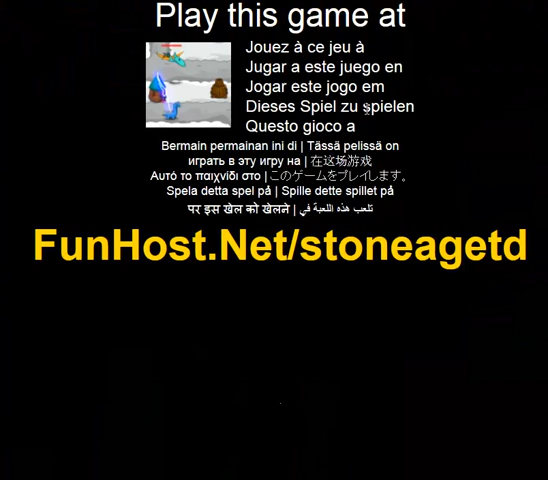 Play this game at
Jouez à ce jeu à
Jugar a este juego en
Jogar este jogo em
Dieses Spiel zu spielen
Questo gioco a
Bermain permainan ini di | Tässä pelissä on
играть в эту игру на | 在这场游戏
Αυτό το παιχνίδι στο | このゲームをプレイします。
Spela detta spel på | Spille dette spillet på
पर इस खेल को खेलने | تلعب هذه اللعبة في
FunHost.Net/stoneagetd